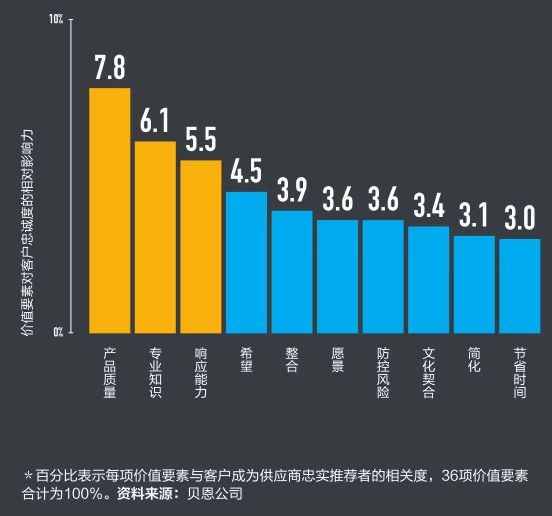 10%
7.8
6.1
5.5
4.5
3.9
3.6
3.6
3.4
3.1
3.0
价值要素对客户忠诚度的相对影响力
0%
产品质量
专业知识
响应能力
希望
整合
愿景
防控风险
文化契合
简化
节省时间
＊百分比表示每项价值要素与客户成为供应商忠实推荐者的相关度，36项价值要素
合计为100%。资料来源：贝恩公司